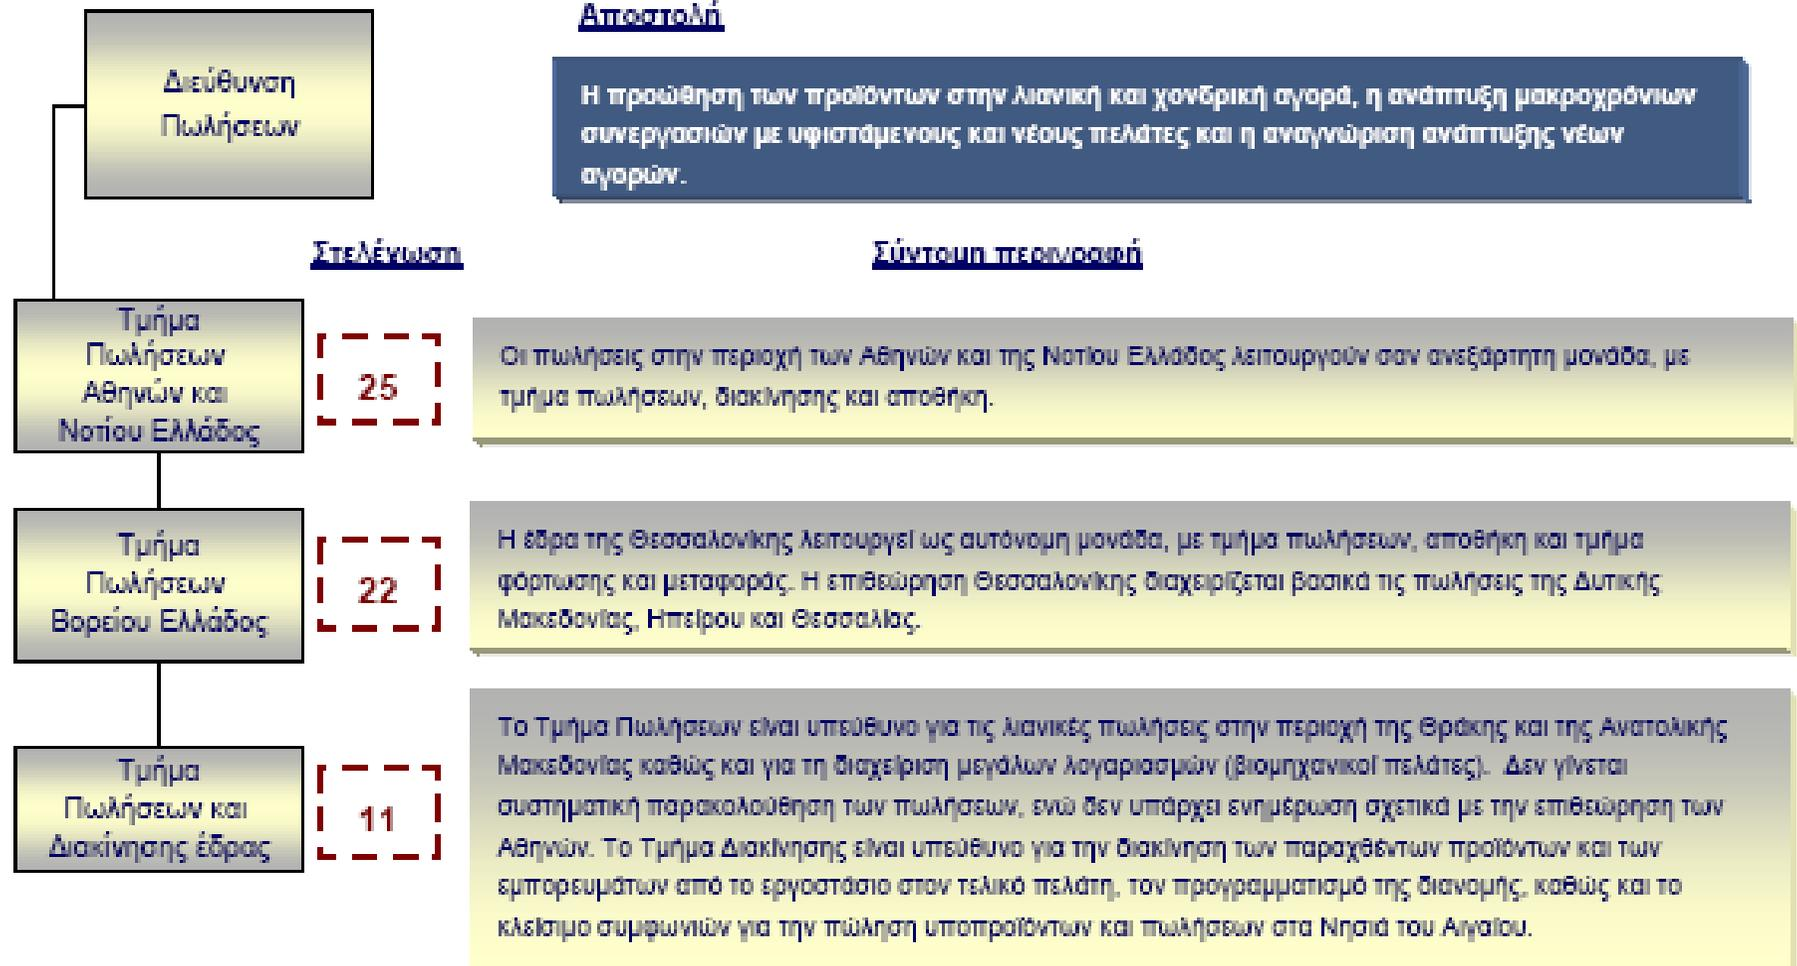 Αποστολή
Διεύθυνση
Πωλήσεων
Η προώθηση των προϊόντων στην λιανική και χονδρική αγορά, η ανάπτυξη μακροχρόνιων
συνεργασιών με υφιστάμενους και νέους πελάτες και η αναγνώριση ανάπτυξης νέων
αγορών.
Στελέχωση
Σύντομη περιγραφή
Τμήμα
Πωλήσεων
Αθηνών και
Νοτίου Ελλάδος
25
Οι πωλήσεις στην περιοχή των Αθηνών και της Νοτίου Ελλάδος λειτουργούν σαν ανεξάρτητη μονάδα, με
τμήμα πωλήσεων, διακίνησης και αποθήκη.
Τμήμα
Πωλήσεων
Βορείου Ελλάδος
22
Η έδρα της Θεσσαλονίκης λειτουργεί ως αυτόνομη μονάδα, με τμήμα πωλήσεων, αποθήκη και τμήμα
φόρτωσης και μεταφοράς. Η επιθεώρηση Θεσσαλονίκης διαχειρίζεται βασικά τις πωλήσεις της Δυτικής
Μακεδονίας, Ηπείρου και Θεσσαλίας.
Τμήμα
Πωλήσεων και
Διακίνησης έδρας
11
Το Τμήμα Πωλήσεων είναι υπεύθυνο για τις λιανικές πωλήσεις στην περιοχή της Θράκης και της Ανατολικής
Μακεδονίας καθώς και για τη διαχείριση μεγάλων λογαριασμών (βιομηχανικοί πελάτες). Δεν γίνεται
συστηματική παρακολούθηση των πωλήσεων, ενώ δεν υπάρχει ενημέρωση σχετικά με την επιθεώρηση των
Αθηνών. Το Τμήμα Διακίνησης είναι υπεύθυνο για την διακίνηση των παραχθέντων προϊόντων και των
εμπορευμάτων από το εργοστάσιο στον τελικό πελάτη, τον προγραμματισμό της διανομής, καθώς και το
κλείσιμο συμφωνιών για την πώληση υποπροϊόντων και πωλήσεων στα Νησιά του Αιγαίου.